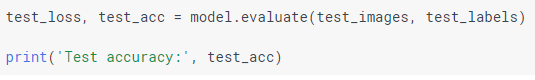 test_loss, test_acc = model.evaluate(test_images, test_labels)
print('Test accuracy:', test_acc)